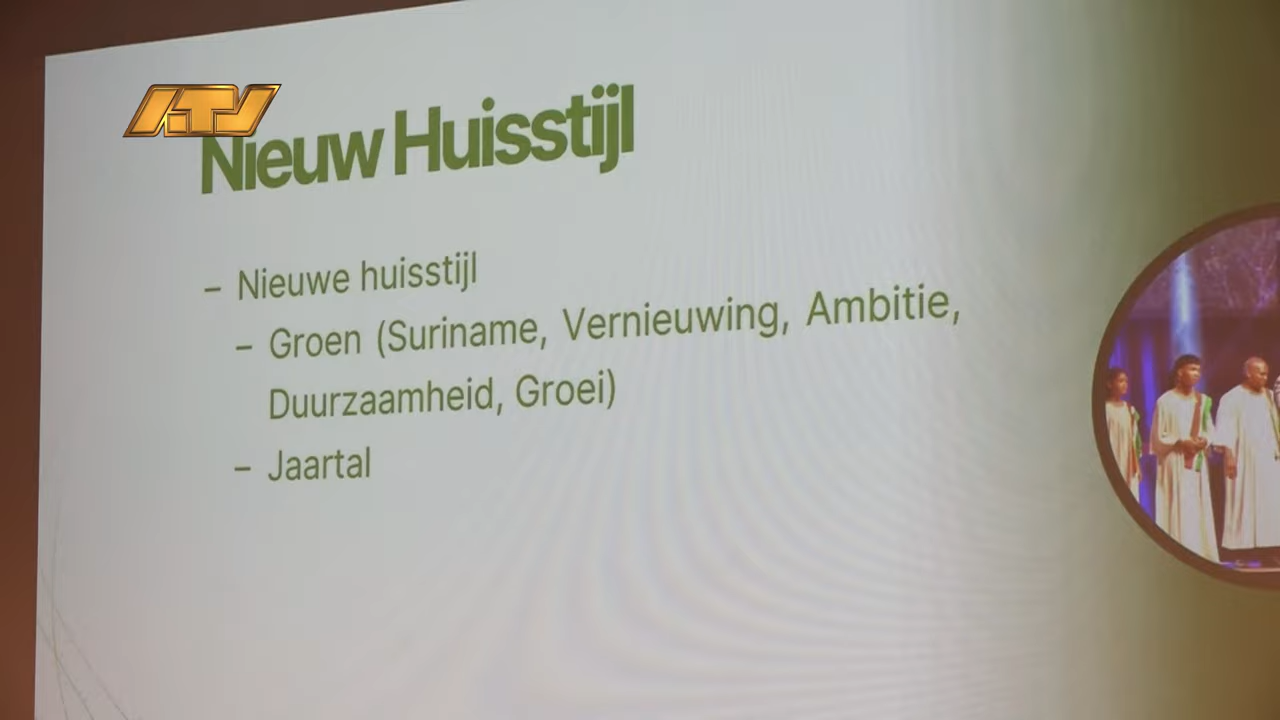 ATV
Nieuw Huisstijl
– Nieuwe huisstijl
– Groen (Suriname, Vernieuwing, Ambitie,
Duurzaamheid, Groei)
– Jaartal